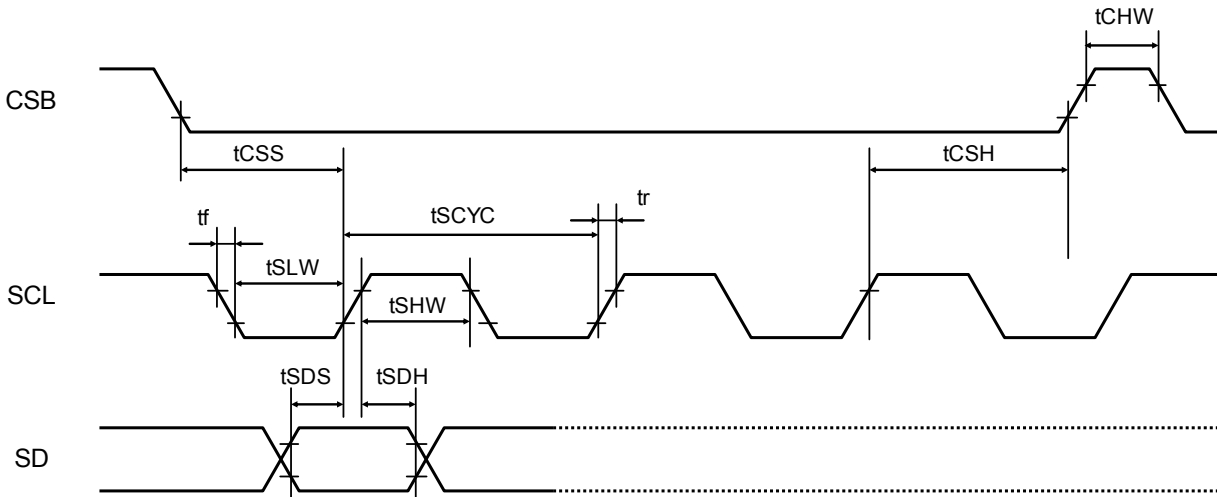 tCHW
CSB
tCSS
tCSH
tf
tSCYC
tr
tSLW
SCL
tSHW
tSDS
tSDH
SD